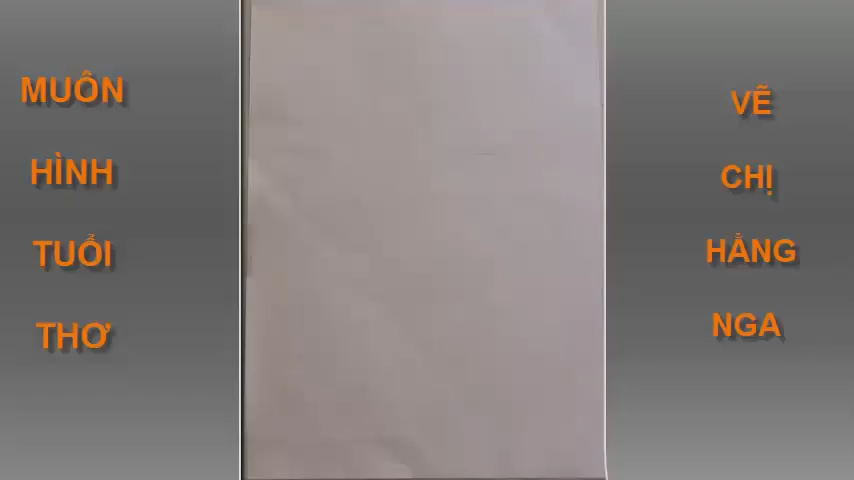 MUÔN
HÌNH
TUỔI
THƠ
VẼ
CHỊ
HẰNG
NGA